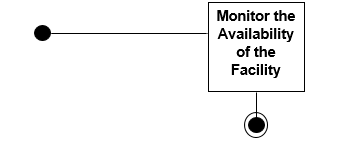 Monitor the
Availability
of the
Facility